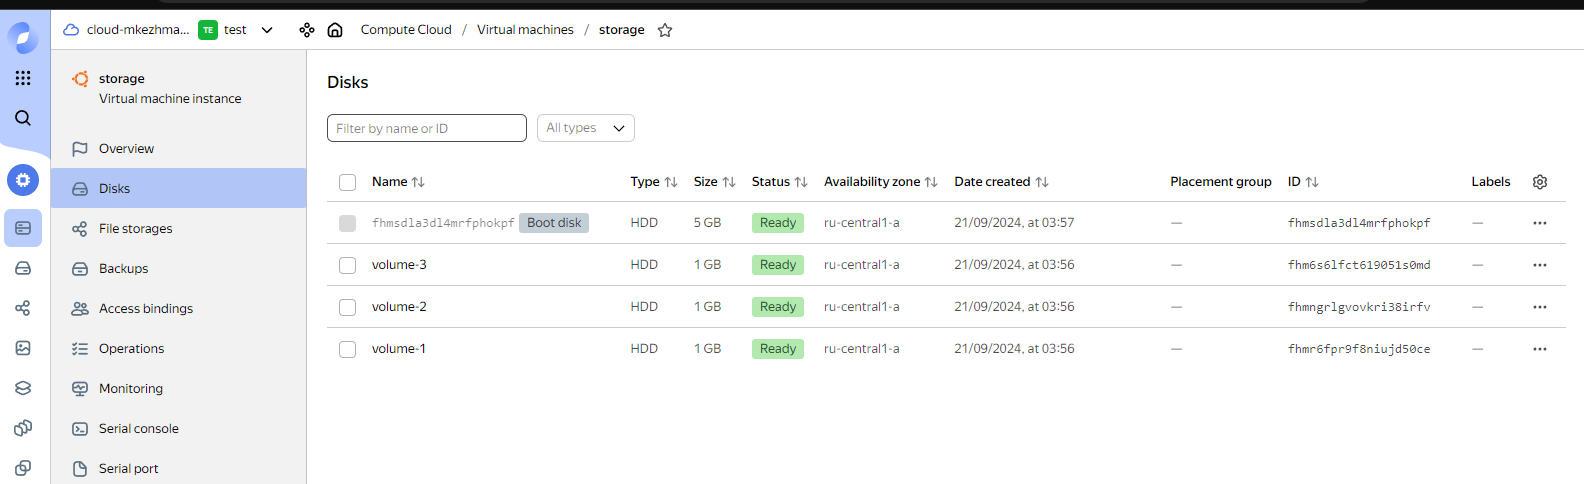 cloud-mkezhma... TE test Compute Cloud / Virtual machines / storage
storage
Virtual machine instance
Overview
Disks
File storages
Backups
Access bindings
Operations
Monitoring
Serial console
Serial port
Disks
Filter by name or ID All types
Name Type Size Status Availability zone Date created Placement group ID Labels
fhmsdla3dl4mrfphokpf Boot disk HDD 5 GB Ready ru-central1-a 21/09/2024, at 03:57 — fhmsdla3dl4mrfphokpf —
volume-3 HDD 1 GB Ready ru-central1-a 21/09/2024, at 03:56 — fhm6s6lfct619051s0md —
volume-2 HDD 1 GB Ready ru-central1-a 21/09/2024, at 03:56 — fhmngrlgvovkri38irfv —
volume-1 HDD 1 GB Ready ru-central1-a 21/09/2024, at 03:56 — fhmr6fpr9f8niujd50ce —